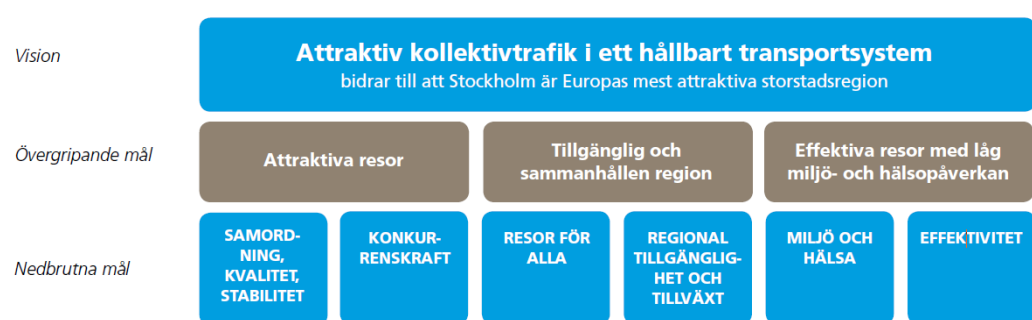 Vision
Attraktiv kollektivtrafik i ett hållbart transportsystem
bidrar till att Stockholm är Europas mest attraktiva storstadsregion
Övergripande mål
Attraktiva resor
Tillgänglig och
sammanhållen region
Effektiva resor med låg
miljö- och hälsopåverkan
Nedbrutna mål
SAMORD-
NING,
KVALITET,
STABILITET
KONKUR-
RENSKRAFT
RESOR FÖR
ALLA
REGIONAL
TILLGÄNGLIG-
HET OCH
TILLVÄXT
MILJÖ OCH
HÄLSA
EFFEKTIVITET